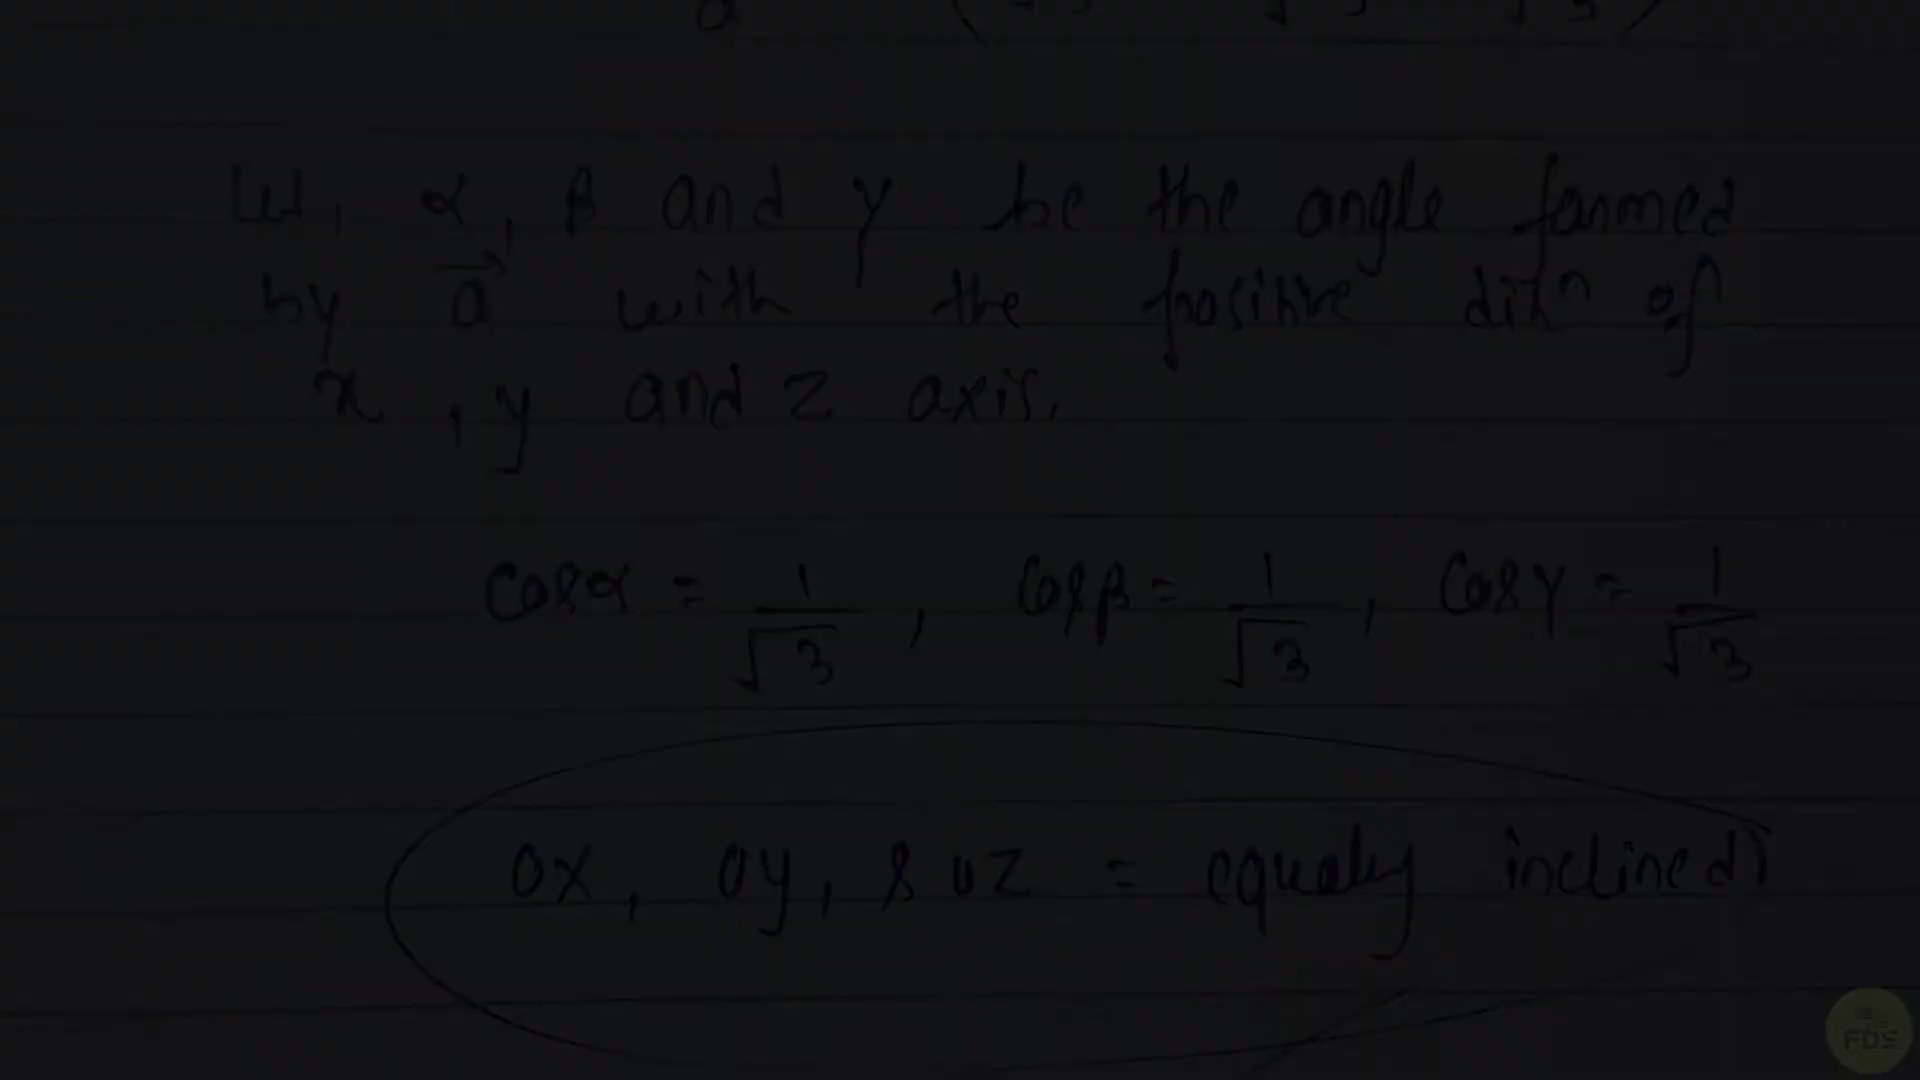 Let, α, β and γ be the angle formed
by a⃗ with the positive dirⁿ of
x, y and z axis.
Cosα = 1/√3, Cosβ = 1/√3, Cosγ = 1/√3
ox, oy, & oz = equaly inclined
FDS